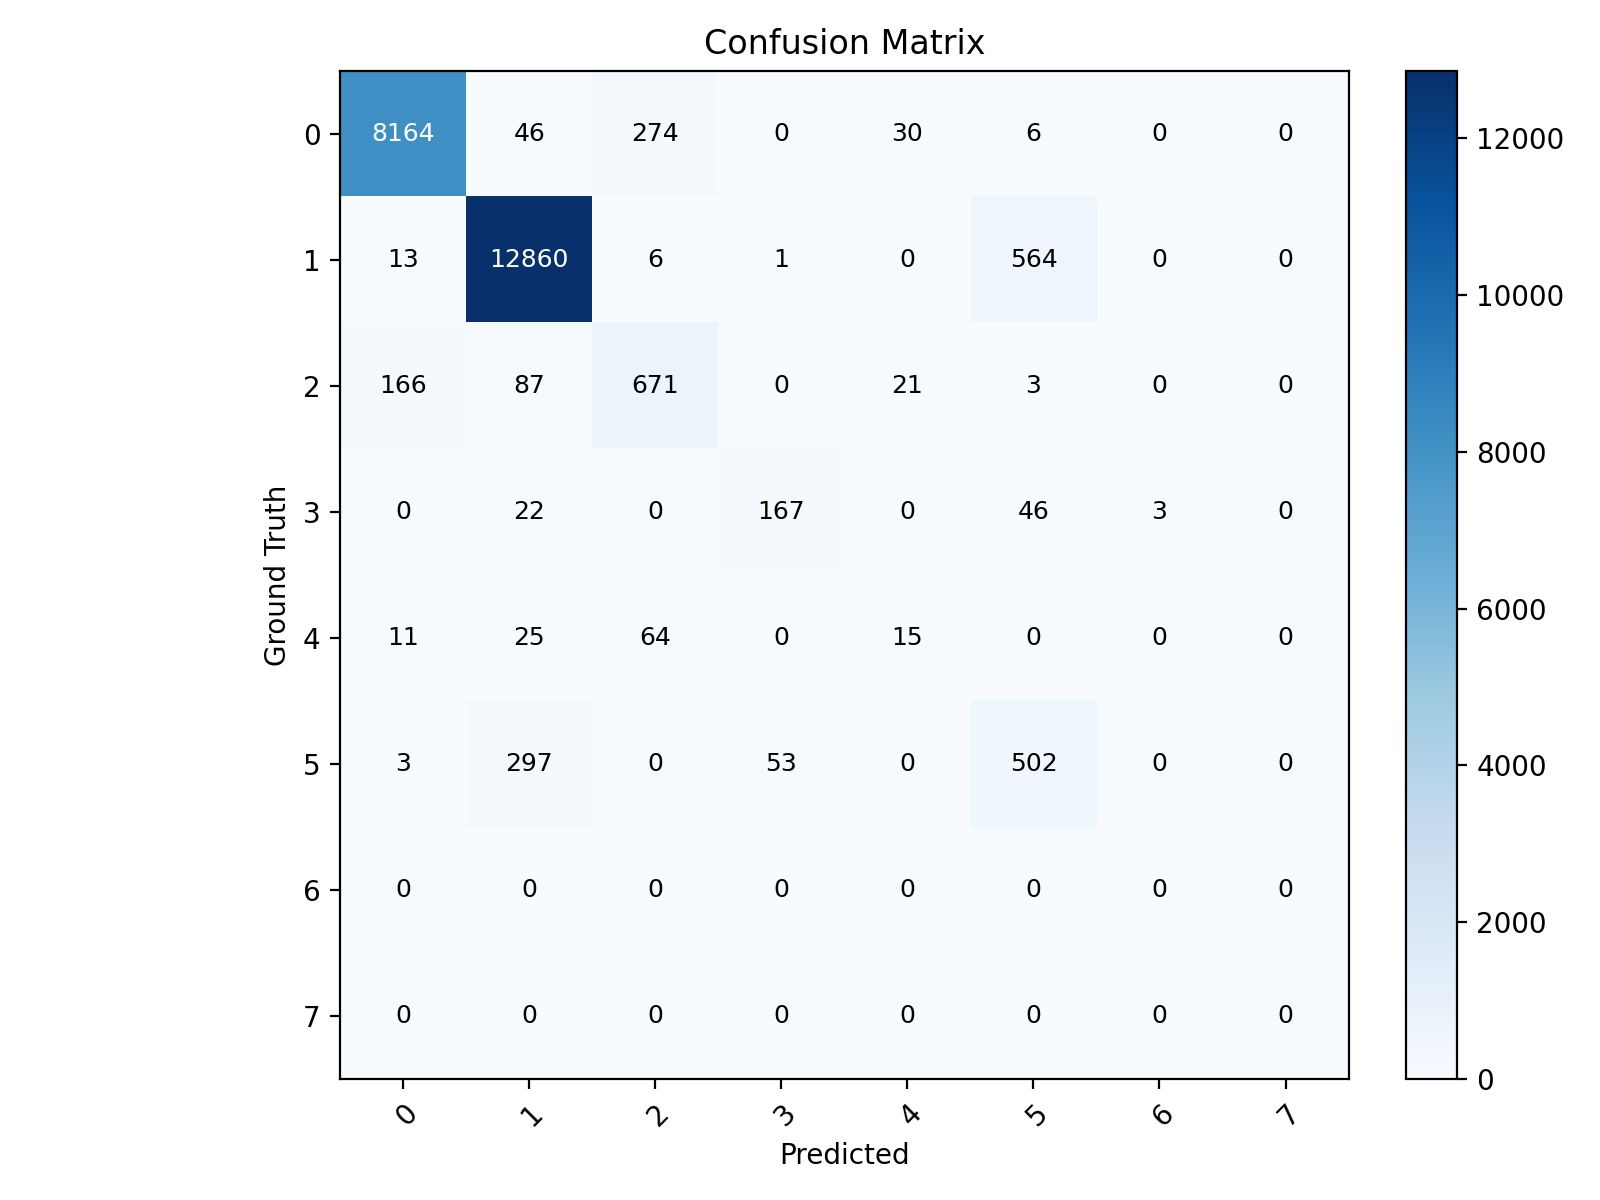 Confusion Matrix
0 8164 46 274 0 30 6 0 0
1 13 12860 6 1 0 564 0 0
2 166 87 671 0 21 3 0 0
3 0 22 0 167 0 46 3 0
4 11 25 64 0 15 0 0 0
5 3 297 0 53 0 502 0 0
6 0 0 0 0 0 0 0 0
7 0 0 0 0 0 0 0 0
0 1 2 3 4 5 6 7
Predicted
Ground Truth
12000
10000
8000
6000
4000
2000
0